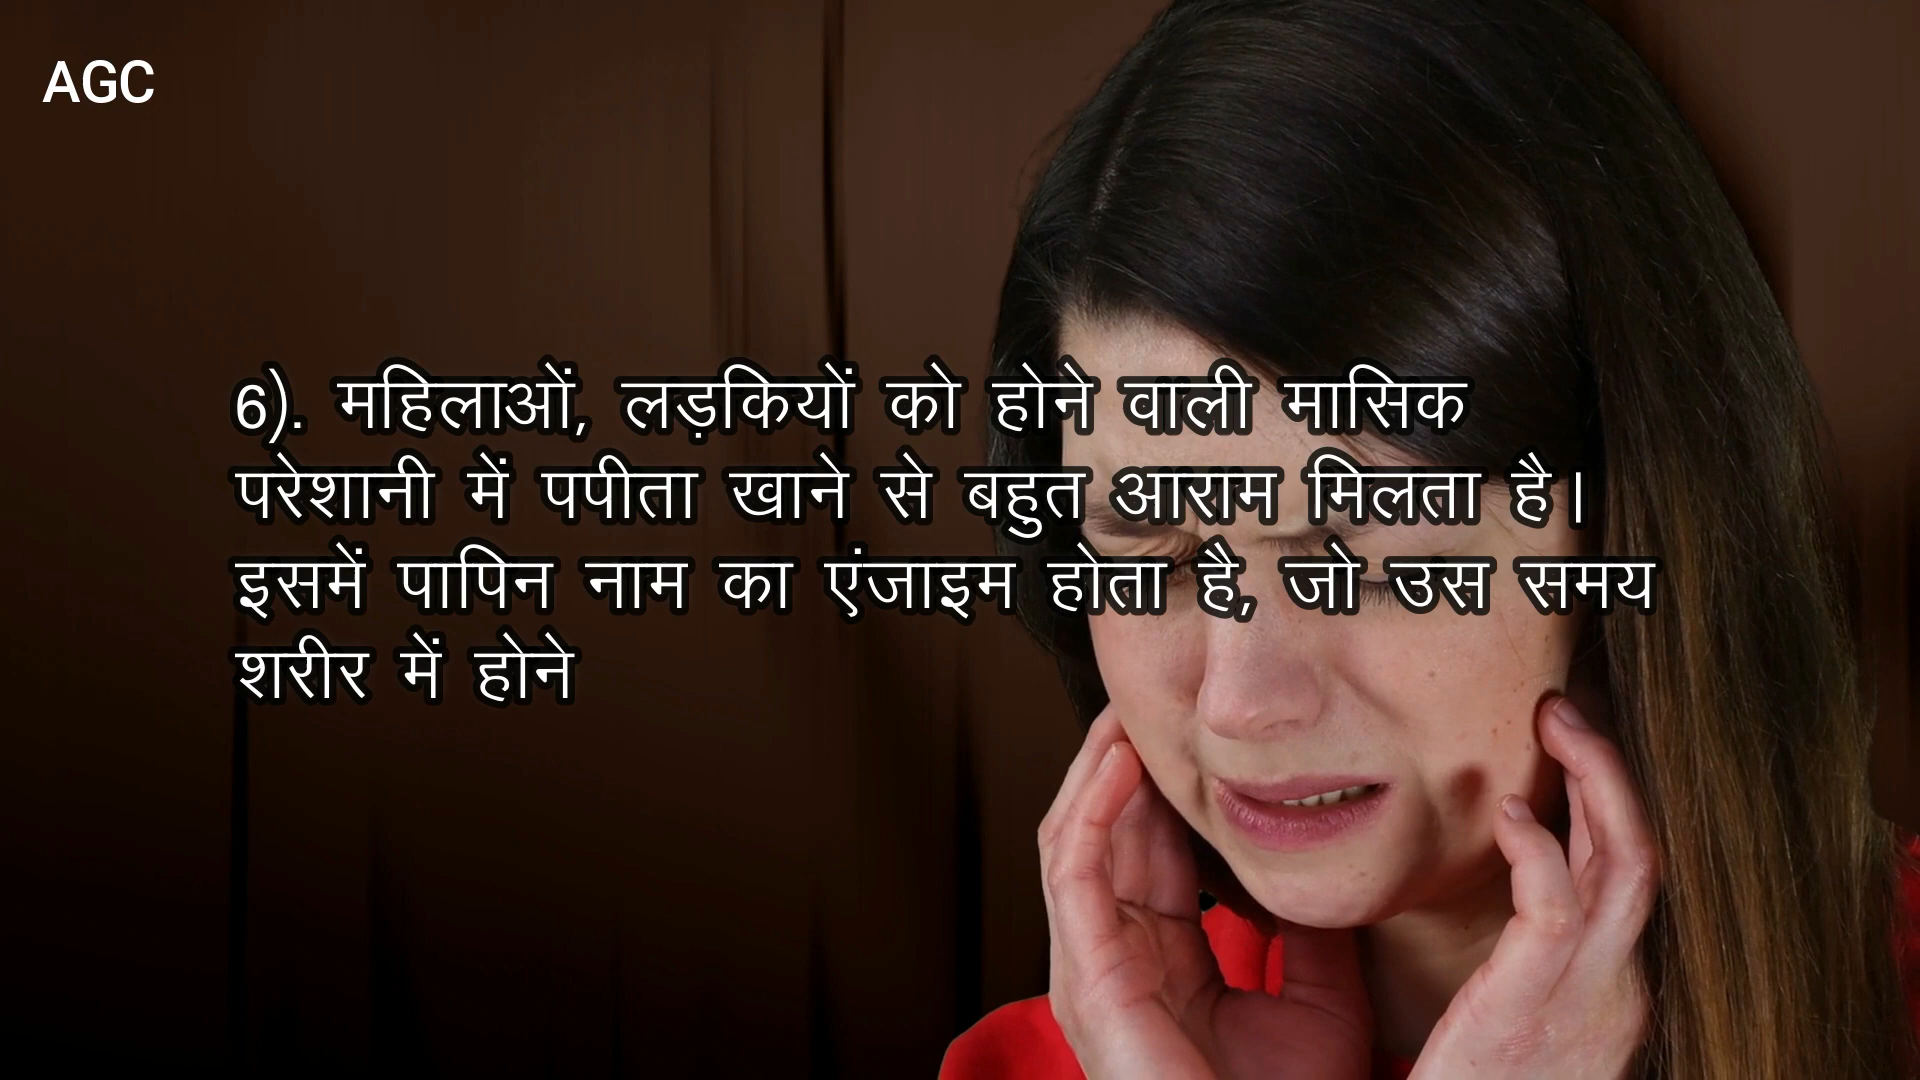 AGC
6). महिलाओं, लड़कियों को होने वाली मासिक
परेशानी में पपीता खाने से बहुत आराम मिलता है।
इसमें पापिन नाम का एंजाइम होता है, जो उस समय
शरीर में होने